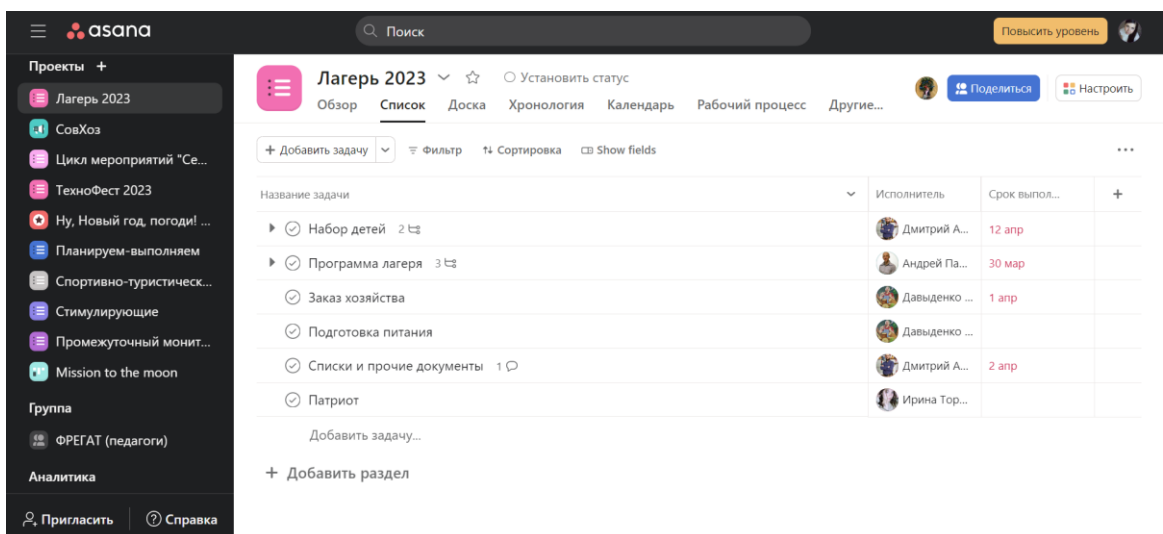 asana
Поиск
Повысить уровень
Проекты +
Лагерь 2023
СовХоз
Цикл мероприятий "Се...
ТехноФест 2023
Ну, Новый год, погоди! ...
Планируем-выполняем
Спортивно-туристическ...
Стимулирующие
Промежуточный монит...
Mission to the moon
Группа
ФРЕГАТ (педагоги)
Аналитика
Пригласить
Справка
Лагерь 2023
Установить статус
Обзор Список Доска Хронология Календарь Рабочий процесс Другие...
Поделиться
Настроить
+ Добавить задачу
Фильтр
Сортировка
Show fields
...
Название задачи Исполнитель Срок выпол... +
Набор детей 2 Дмитрий А... 12 апр
Программа лагеря 3 Андрей Па... 30 мар
Заказ хозяйства Давыденко ... 1 апр
Подготовка питания Давыденко ...
Списки и прочие документы 1 Дмитрий А... 2 апр
Патриот Ирина Тор...
Добавить задачу...
+ Добавить раздел